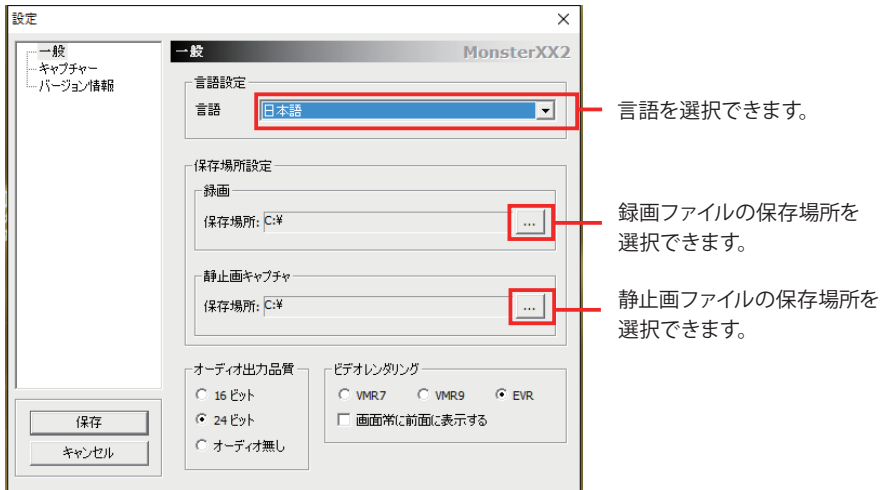 設定
一般
キャプチャー
バージョン情報
保存
キャンセル
一般 MonsterXX2
言語設定
言語 日本語
保存場所設定
録画
保存場所: C:¥ ...
静止画キャプチャ
保存場所: C:¥ ...
オーディオ出力品質
16 ビット
24 ビット
オーディオ無し
ビデオレンダリング
VMR7 VMR9 EVR
画面常に前面に表示する
言語を選択できます。
録画ファイルの保存場所を
選択できます。
静止画ファイルの保存場所を
選択できます。